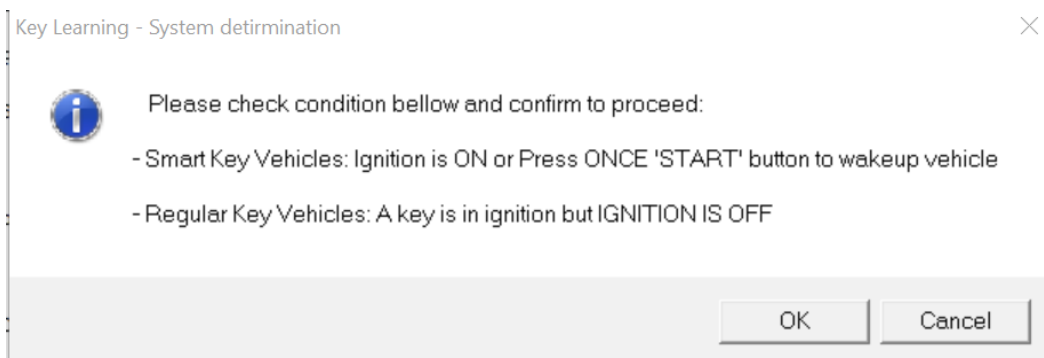 Key Learning - System detirmination
Please check condition bellow and confirm to proceed:
- Smart Key Vehicles: Ignition is ON or Press ONCE 'START' button to wakeup vehicle
- Regular Key Vehicles: A key is in ignition but IGNITION IS OFF
OK
Cancel